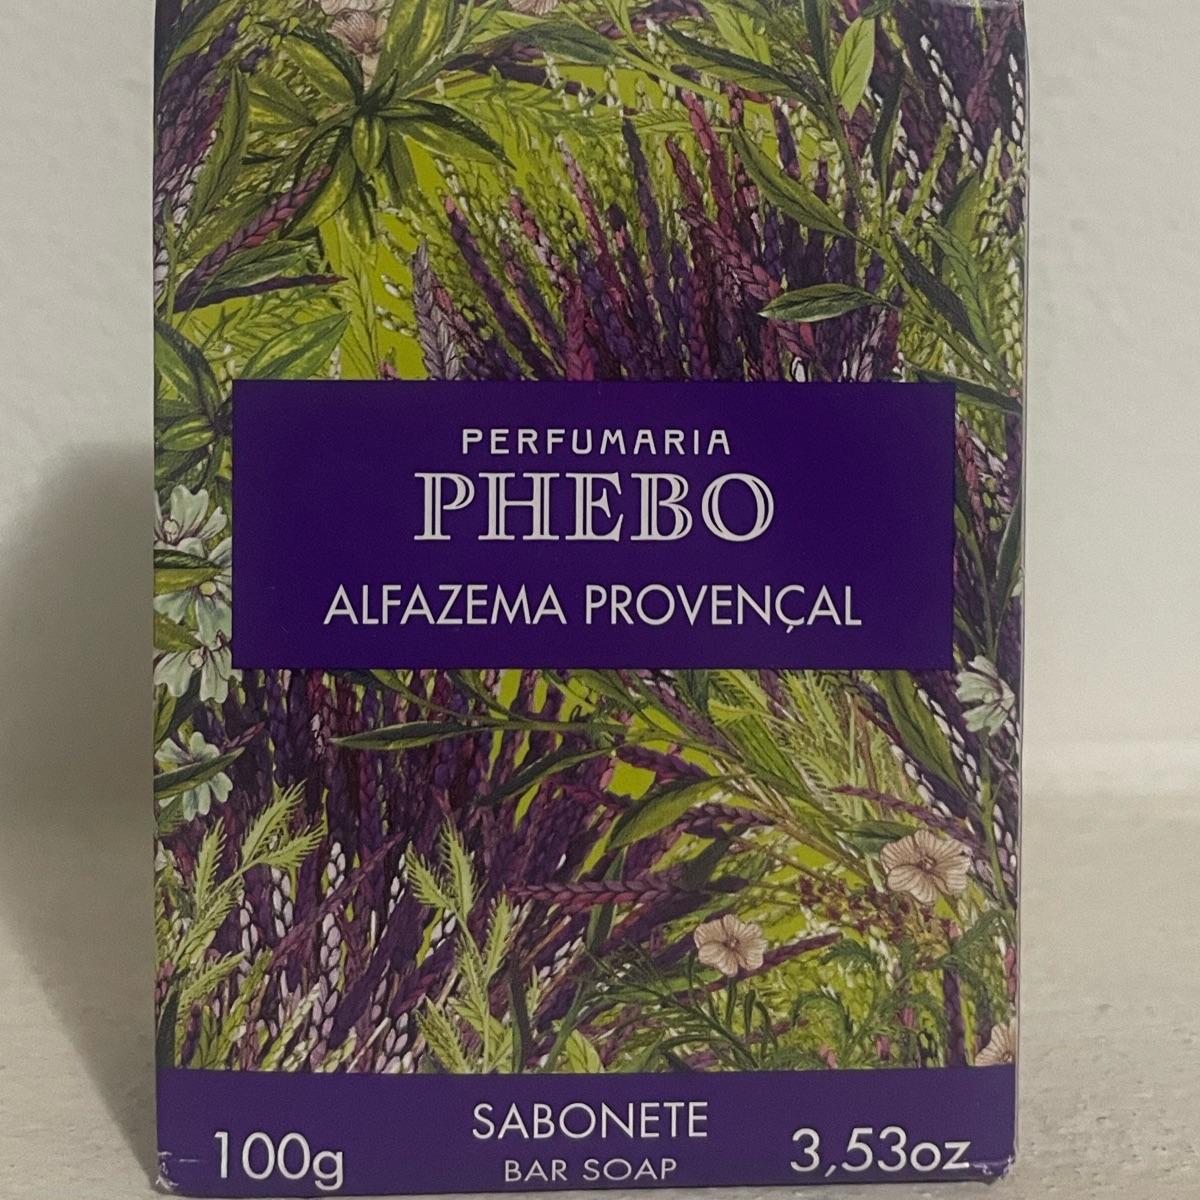 PERFUMARIA
PHEBO
ALFAZEMA PROVENÇAL
SABONETE
BAR SOAP
100g
3,53oz